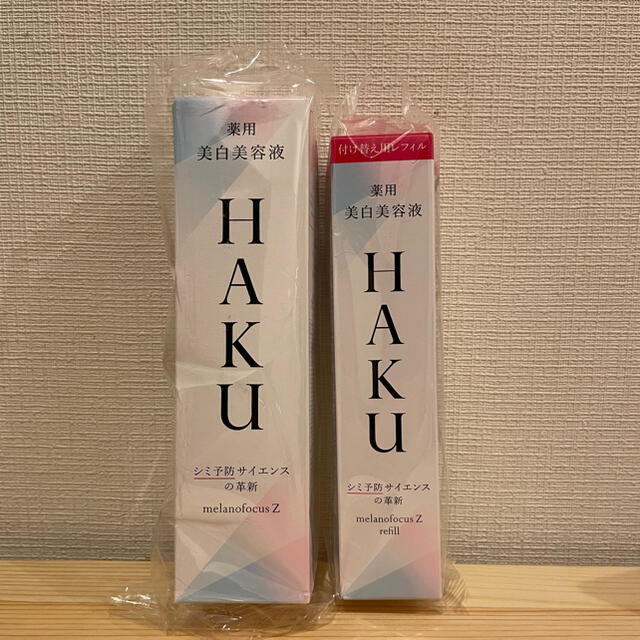 薬用
美白美容液
HAKU
シミ予防サイエンス
の革新
melanofocus Z
付け替え用レフィル
薬用
美白美容液
HAKU
シミ予防サイエンス
の革新
melanofocus Z
refill